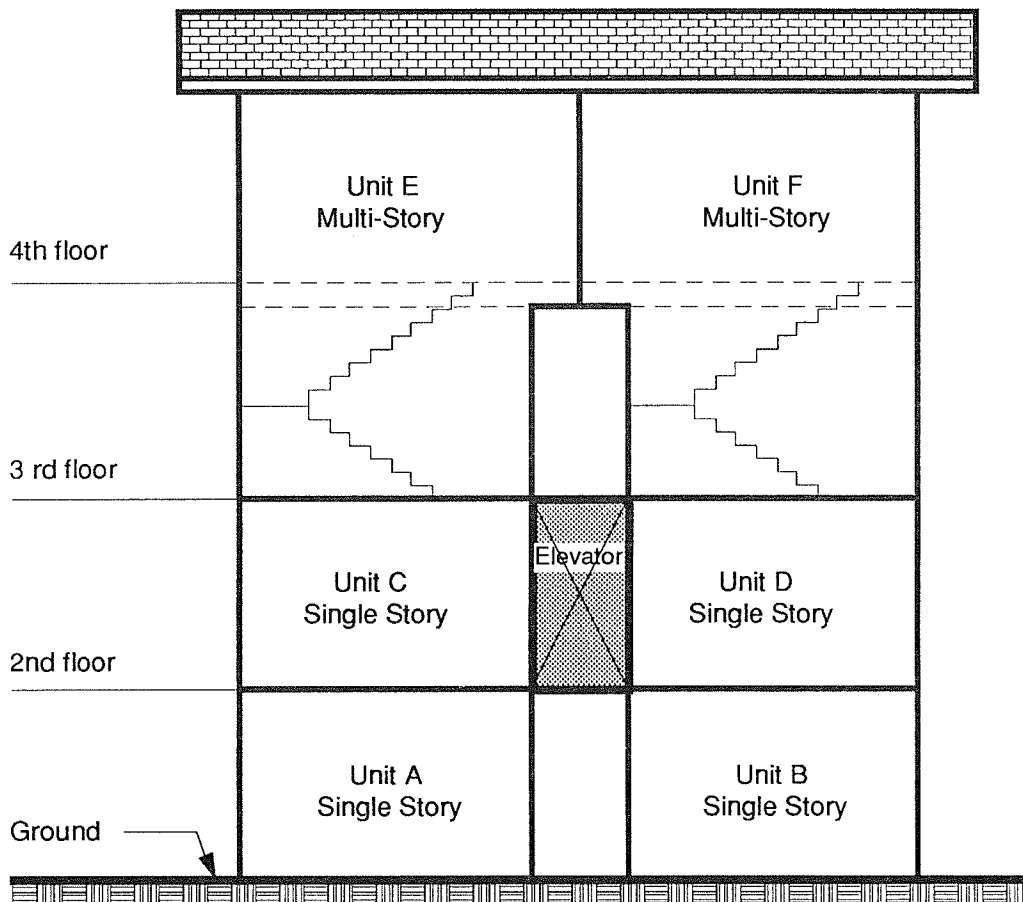 Unit E
Multi-Story
Unit F
Multi-Story
4th floor
3 rd floor
Elevator
Unit C
Single Story
Unit D
Single Story
2nd floor
Unit A
Single Story
Unit B
Single Story
Ground